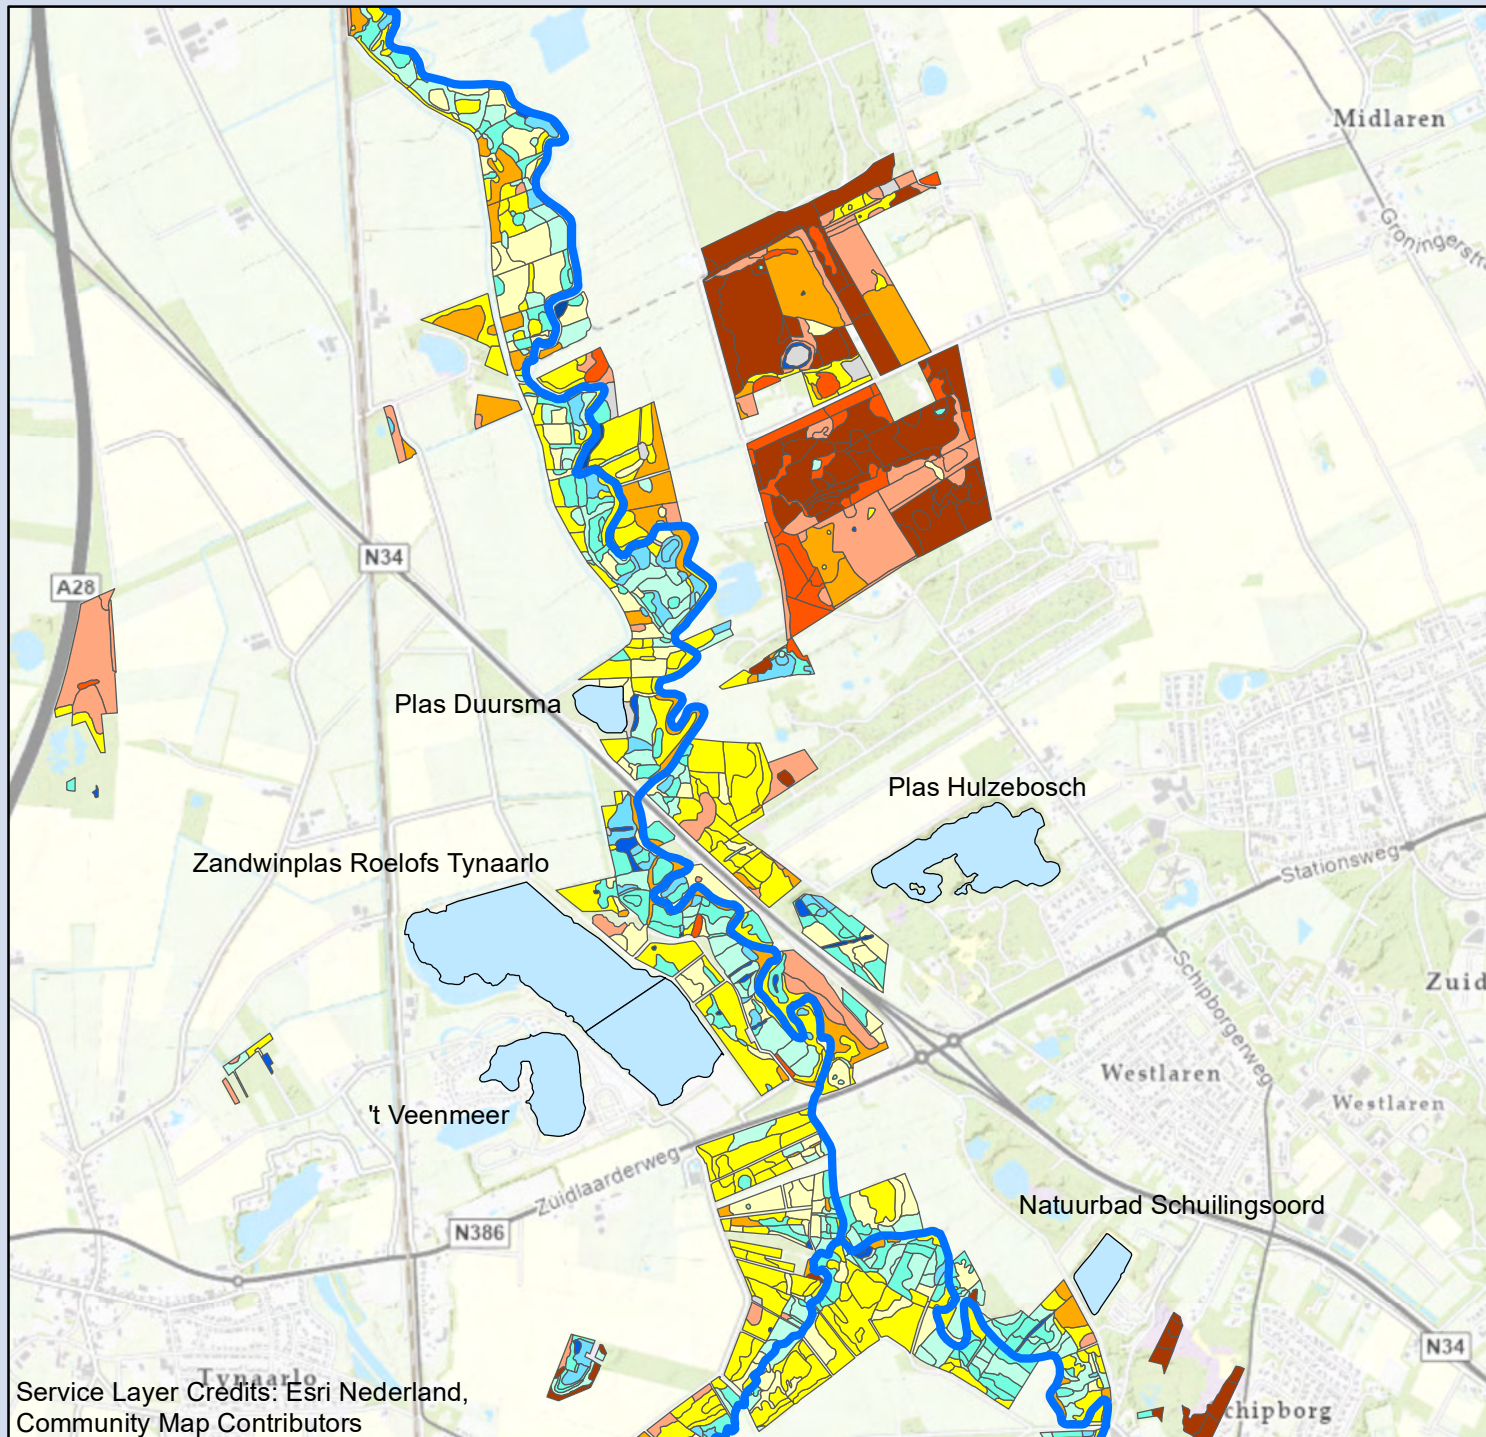 Midlaren
Groningerstr
N34
A28
Plas Duursma
Plas Hulzebosch
Zandwinplas Roelofs Tynaarlo
Stationsweg
Schipborgerweg
Zuid
Westlaren
Westlaren
't Veenmeer
Zuidlaarderweg
N386
Natuurbad Schuilingsoord
N34
Tynaarlo
chipborg
Service Layer Credits: Esri Nederland,
Community Map Contributors